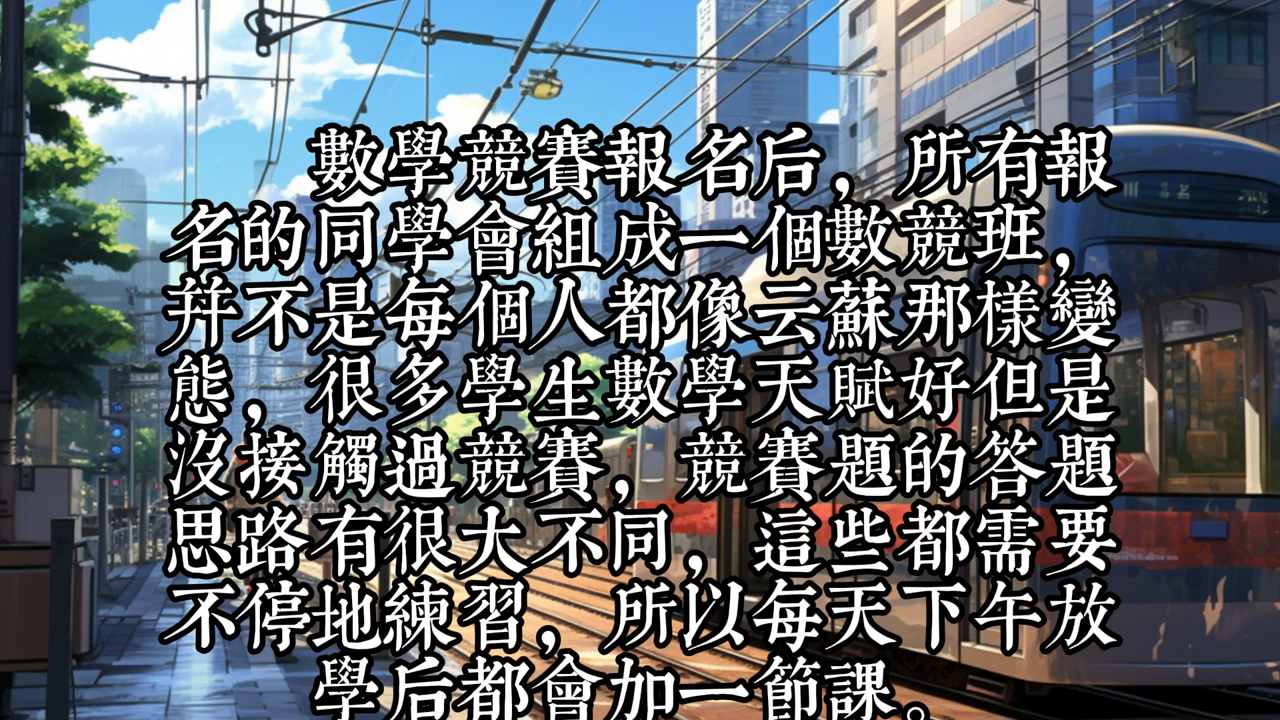 數學競賽報名后，所有報
名的同學會組成一個數競班，
并不是每個人都像云蘇那樣變
態，很多學生數學天賦好但是
沒接觸過競賽，競賽題的答題
思路有很大不同，這些都需要
不停地練習，所以每天下午放
學后都會加一節課。